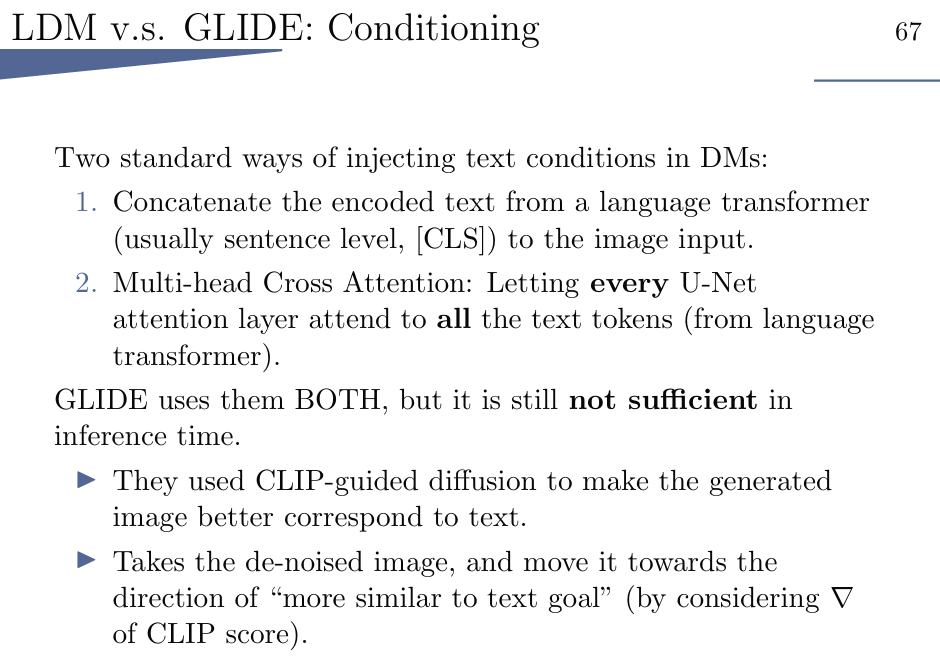 LDM v.s. GLIDE: Conditioning
67
Two standard ways of injecting text conditions in DMs:
1. Concatenate the encoded text from a language transformer
(usually sentence level, [CLS]) to the image input.
2. Multi-head Cross Attention: Letting every U-Net
attention layer attend to all the text tokens (from language
transformer).
GLIDE uses them BOTH, but it is still not sufficient in
inference time.
▶ They used CLIP-guided diffusion to make the generated
image better correspond to text.
▶ Takes the de-noised image, and move it towards the
direction of “more similar to text goal” (by considering ∇
of CLIP score).